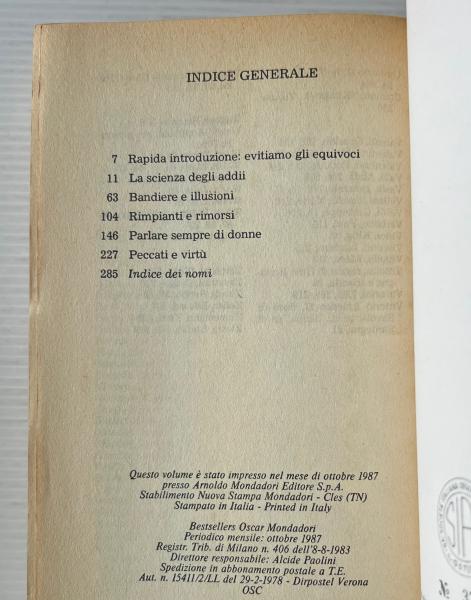 INDICE GENERALE
7 Rapida introduzione: evitiamo gli equivoci
11 La scienza degli addii
63 Bandiere e illusioni
104 Rimpianti e rimorsi
146 Parlare sempre di donne
227 Peccati e virtù
285 Indice dei nomi
Questo volume è stato impresso nel mese di ottobre 1987
presso Arnoldo Mondadori Editore S.p.A.
Stabilimento Nuova Stampa Mondadori - Cles (TN)
Stampato in Italia - Printed in Italy
Bestsellers Oscar Mondadori
Periodico mensile: ottobre 1987
Registr. Trib. di Milano n. 406 dell'8-8-1983
Direttore responsabile: Alcide Paolini
Spedizione in abbonamento postale a T.E.
Aut. n. 15411/2/LL del 29-2-1978 - Dirpostel Verona
OSC